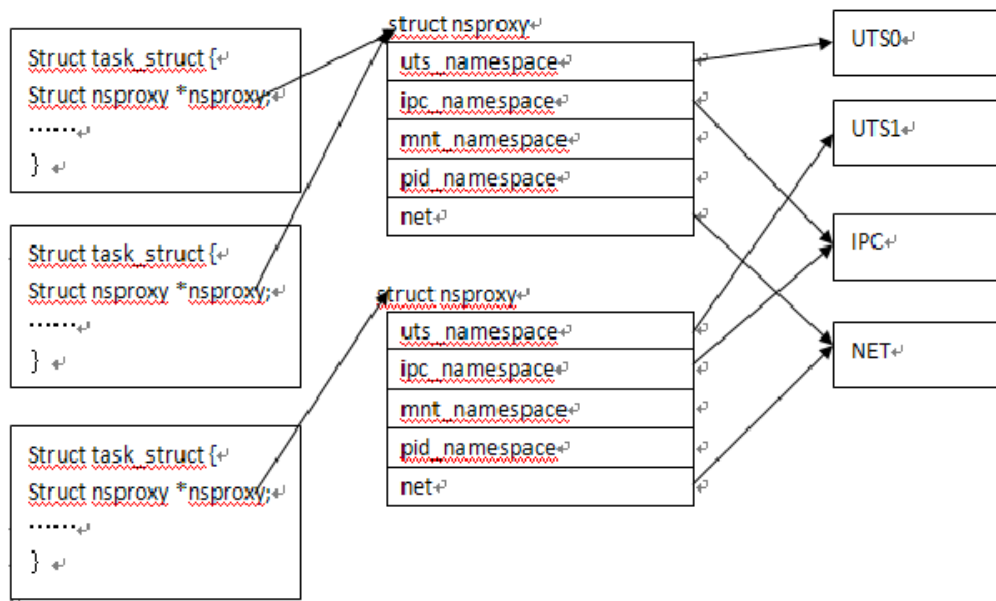 Struct task_struct {
Struct nsproxy *nsproxy;
……
}
Struct task_struct {
Struct nsproxy *nsproxy;
……
}
Struct task_struct {
Struct nsproxy *nsproxy;
……
}
struct nsproxy
uts_namespace
ipc_namespace
mnt_namespace
pid_namespace
net
struct nsproxy
uts_namespace
ipc_namespace
mnt_namespace
pid_namespace
net
UTS0
UTS1
IPC
NET